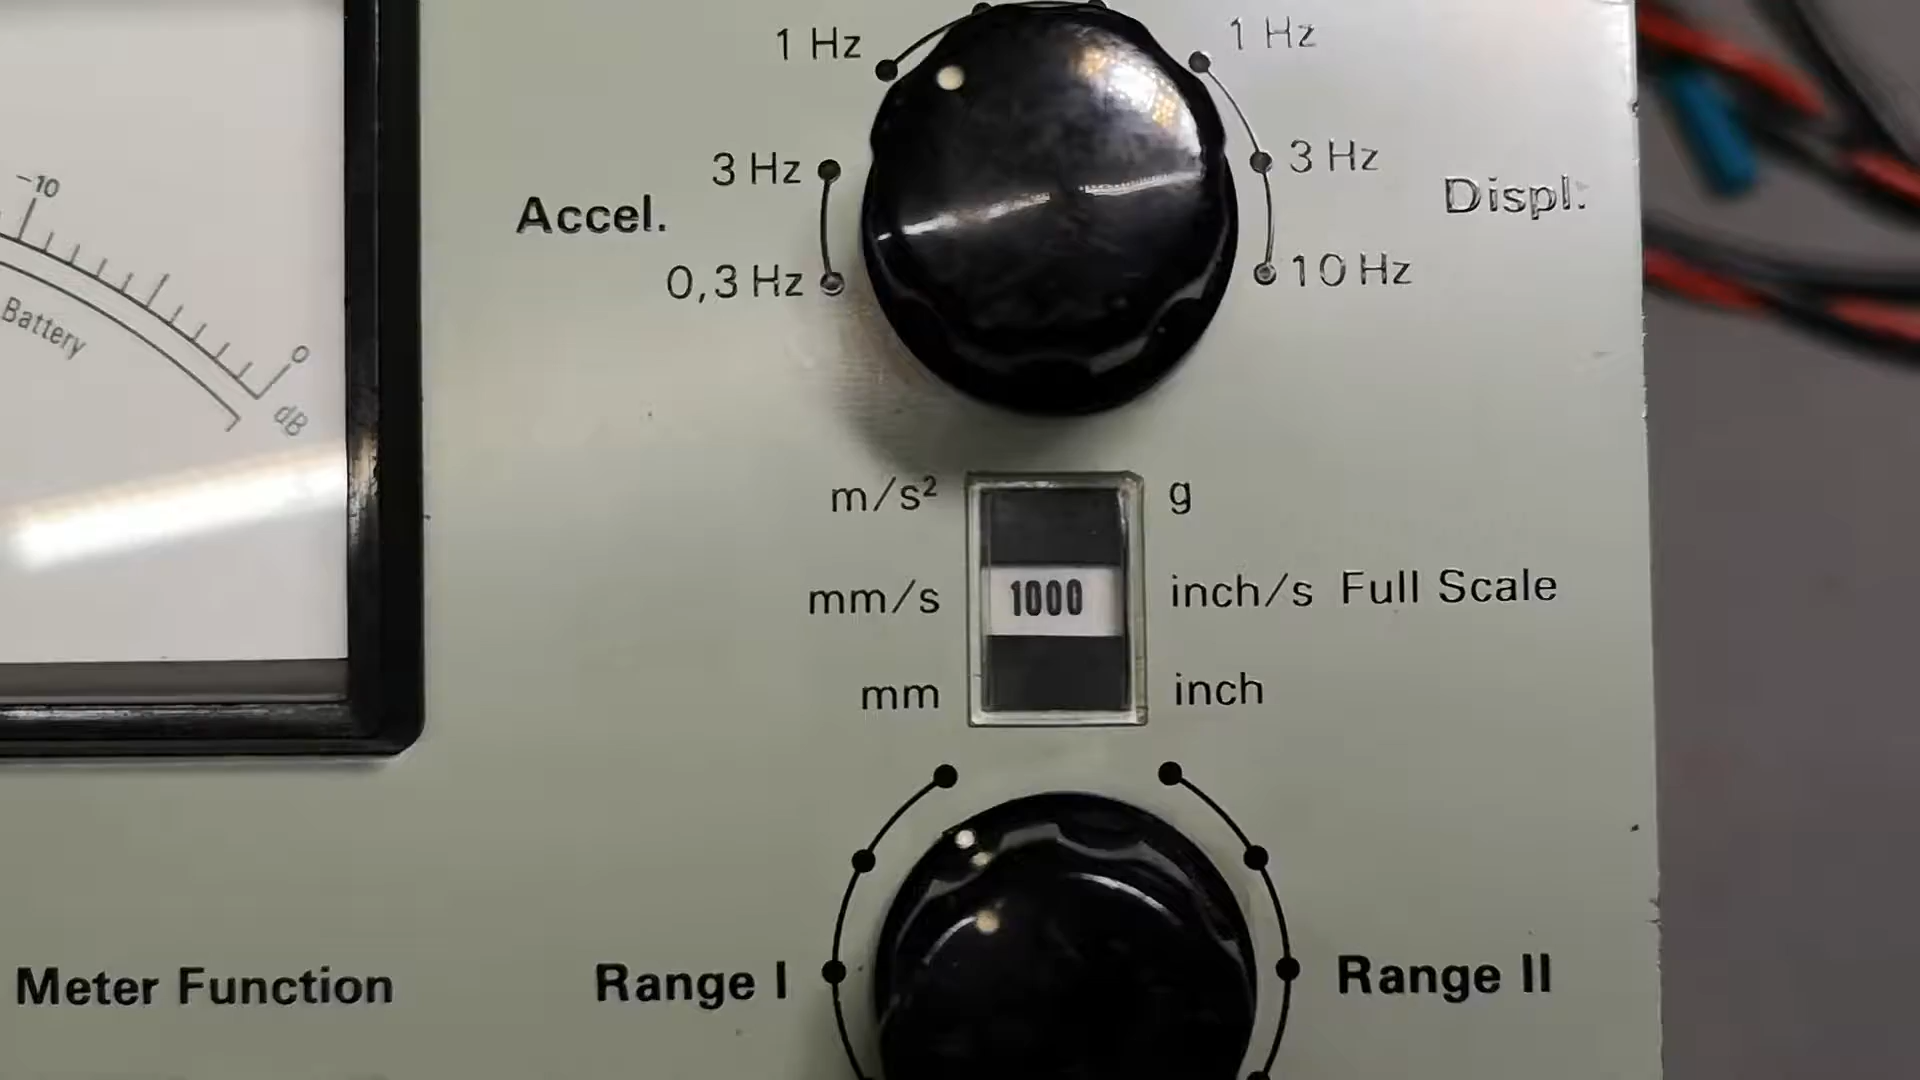 1 Hz
1 Hz
3 Hz
3 Hz
Accel.
Displ.
0,3 Hz
10 Hz
-10
Battery
0
dB
m/s²
g
mm/s
1000
inch/s Full Scale
mm
inch
Meter Function
Range I
Range II